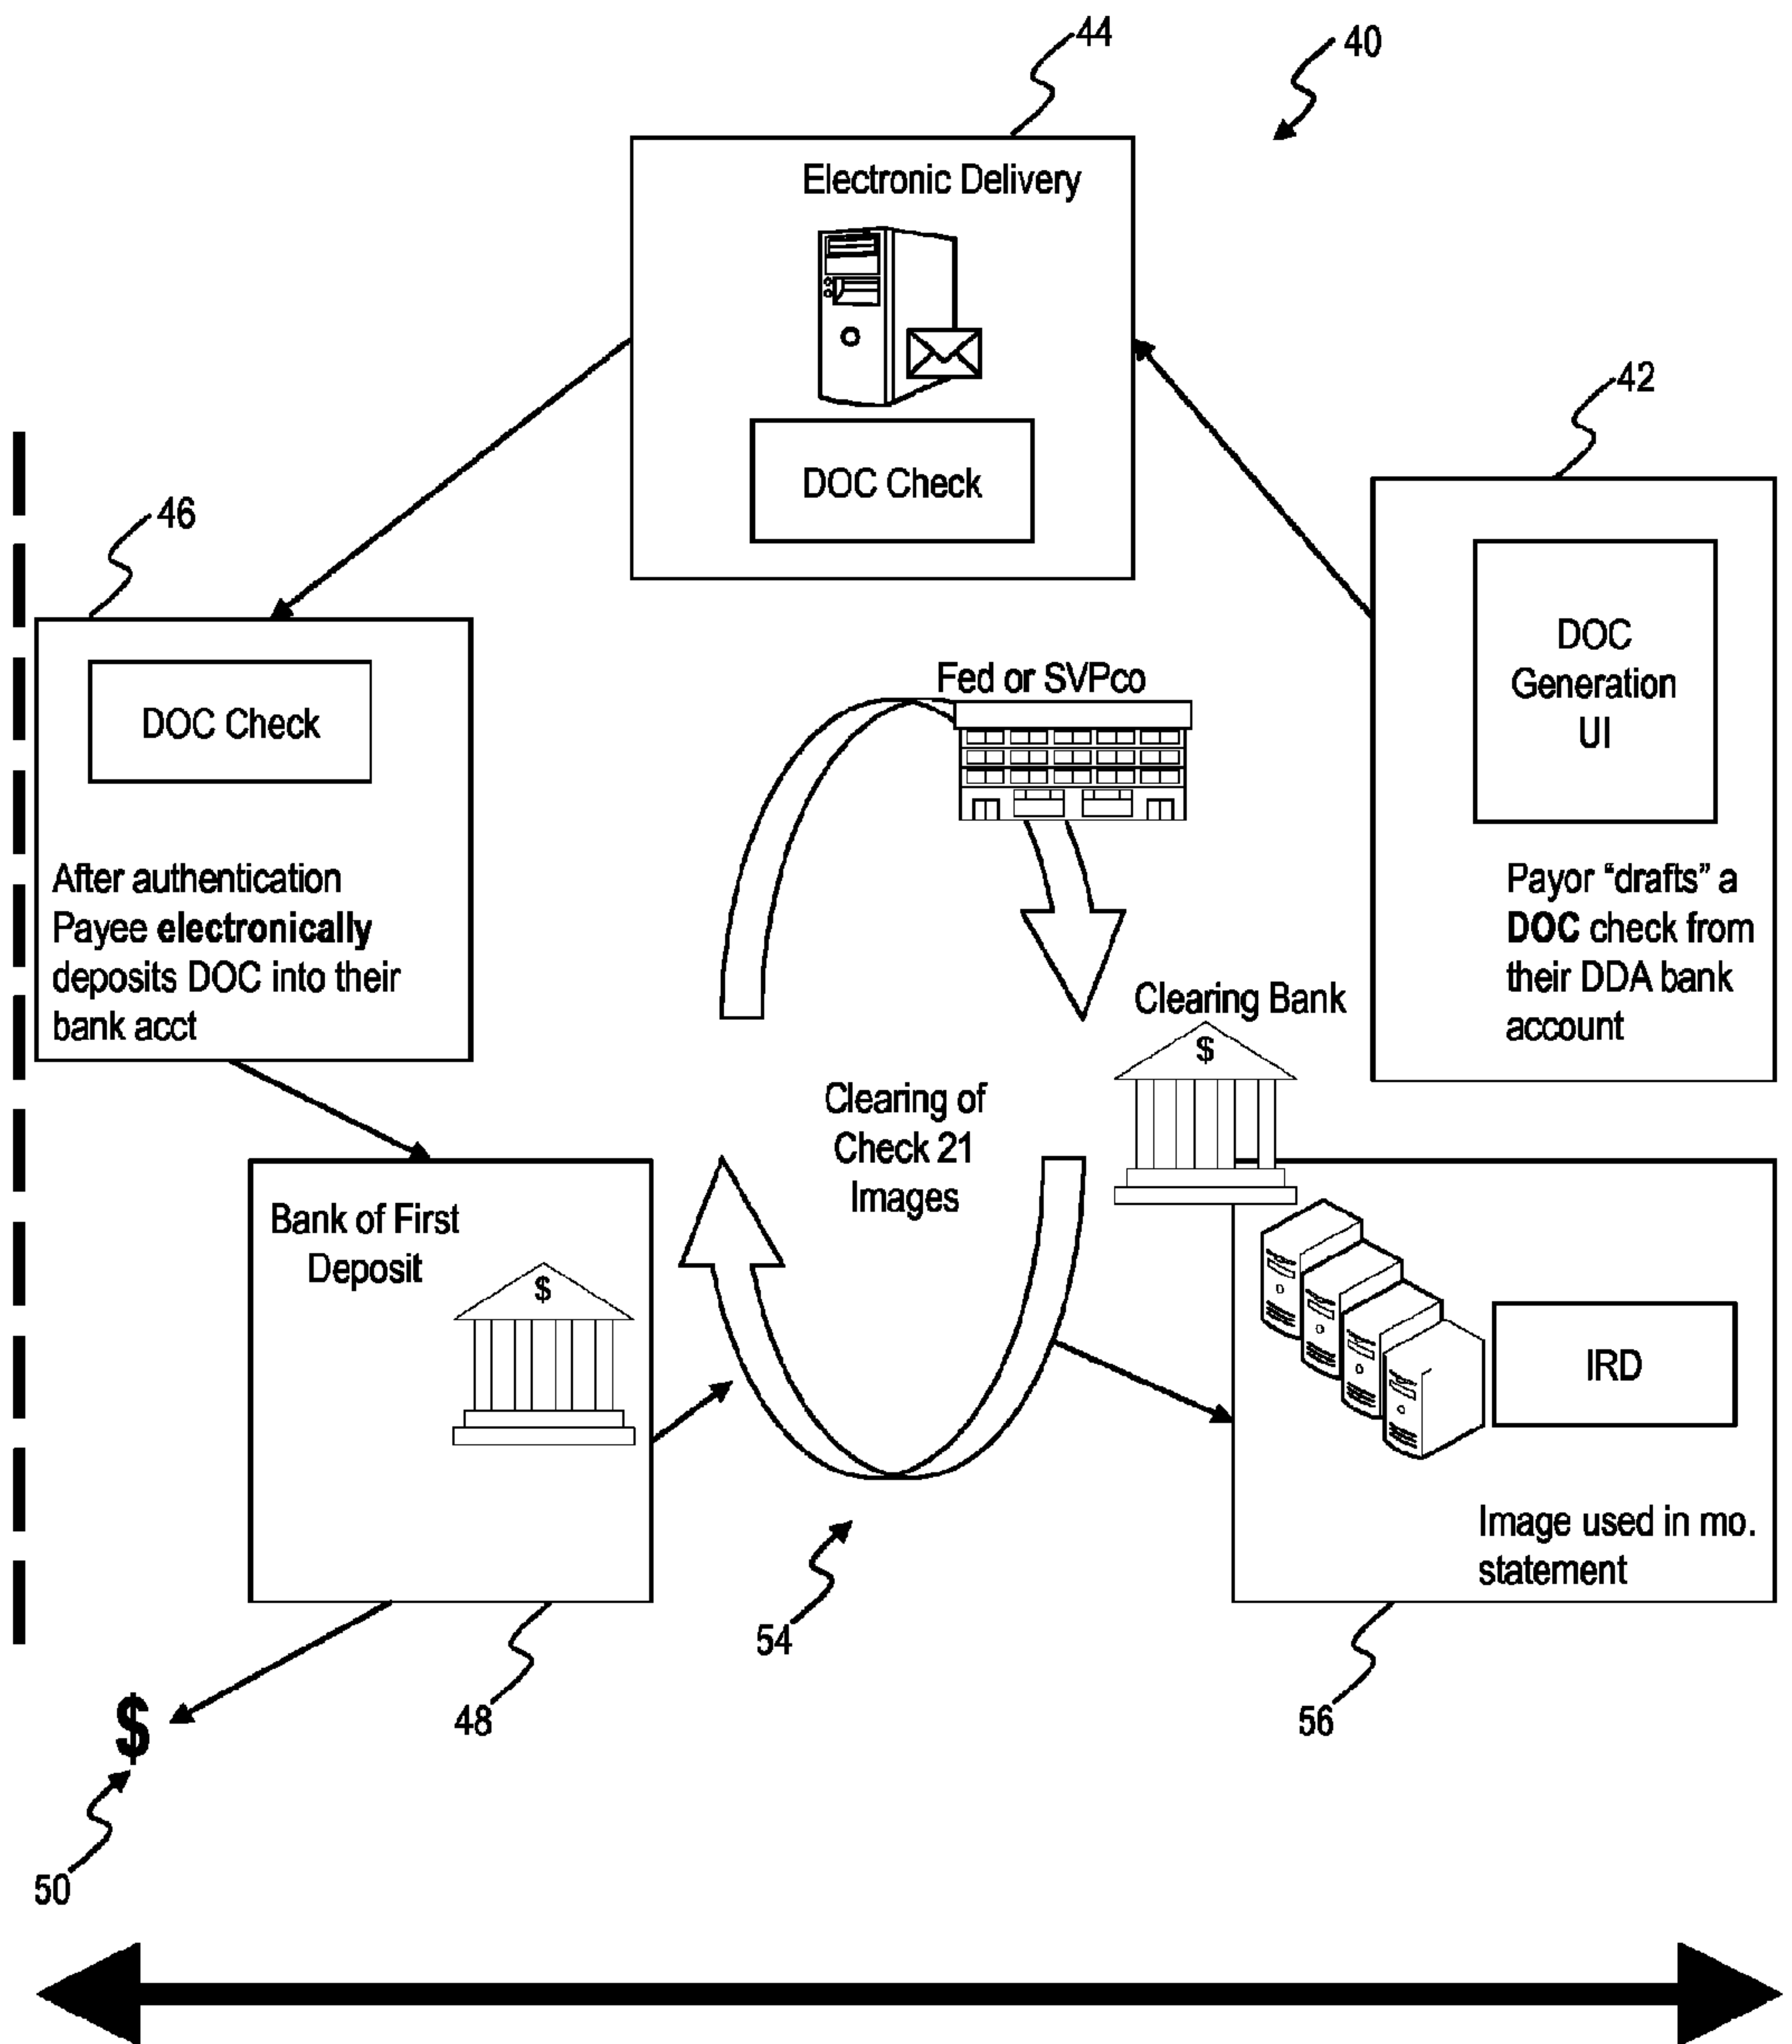 44
40
Electronic Delivery
DOC Check
42
DOC
Generation
UI
Payor “drafts” a
DOC check from
their DDA bank
account
46
DOC Check
After authentication
Payee electronically
deposits DOC into their
bank acct
Fed or SVPco
Clearing Bank
$
Clearing of
Check 21
Images
Bank of First
Deposit
$
IRD
Image used in mo.
statement
54
48
56
$
50